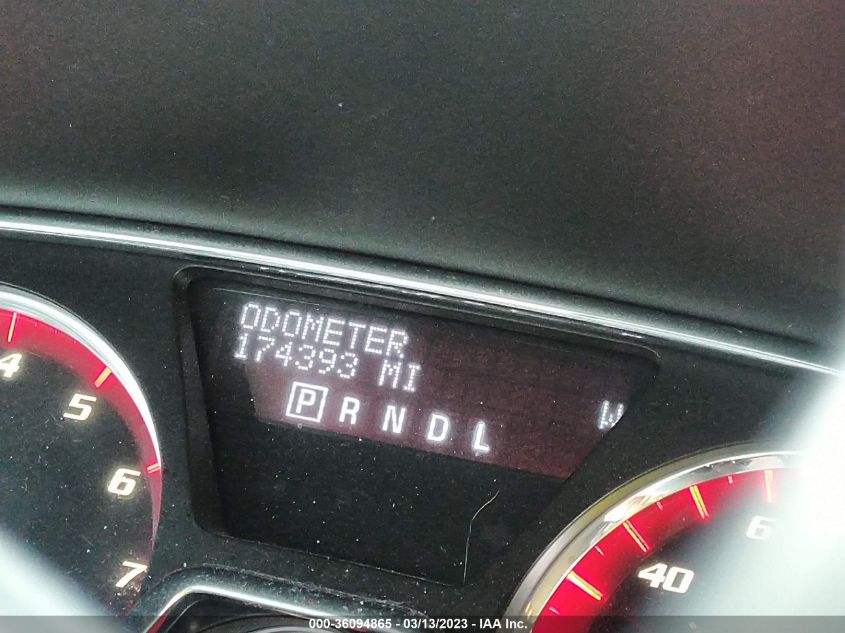 ODOMETER
174393 MI
P R N D L
W
4
5
6
7
40
000-36094865 / 03/13/2023 - IAA Inc.